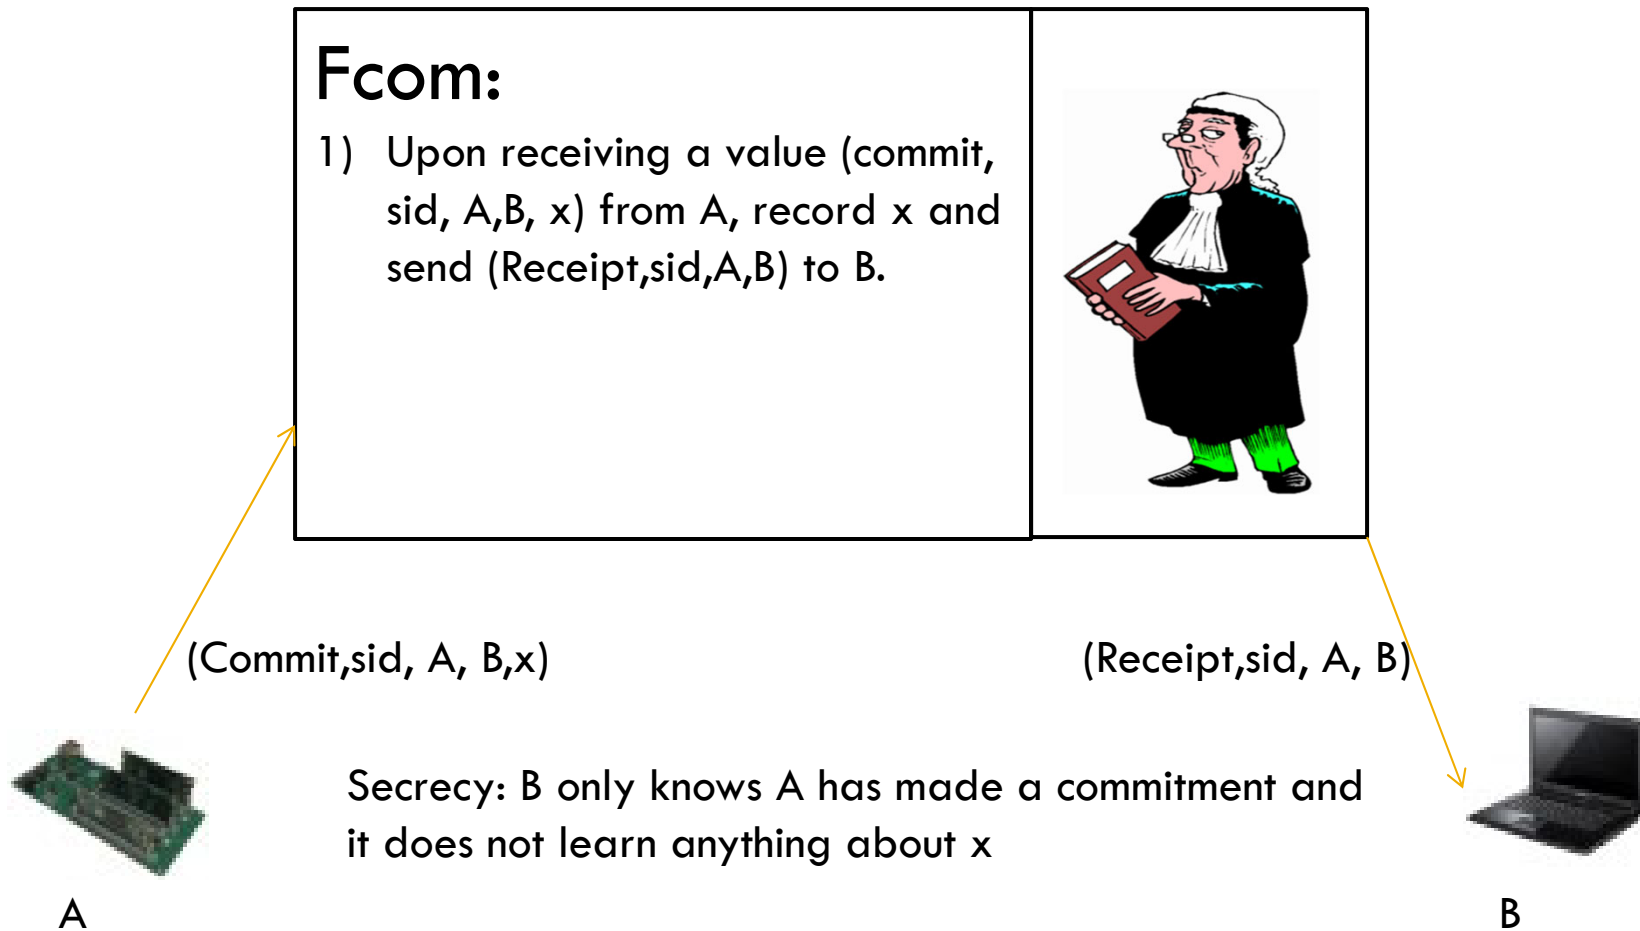 Fcom:
1) Upon receiving a value (commit,
sid, A,B, x) from A, record x and
send (Receipt,sid,A,B) to B.
(Commit,sid, A, B,x)
(Receipt,sid, A, B)
Secrecy: B only knows A has made a commitment and
it does not learn anything about x
A
B